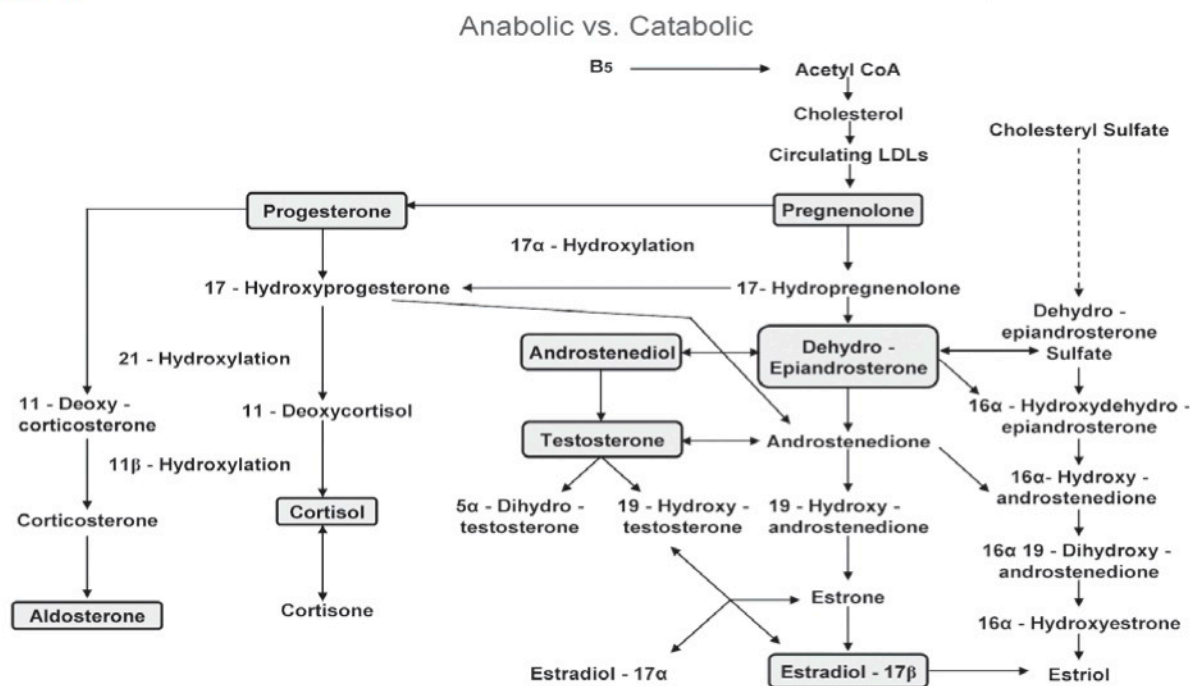 Anabolic vs. Catabolic
B5
Acetyl CoA
Cholesterol
Cholesteryl Sulfate
Circulating LDLs
Progesterone
Pregnenolone
17α - Hydroxylation
17 - Hydroxyprogesterone
17- Hydropregnenolone
Dehydro -
epiandrosterone
Sulfate
Androstenediol
Dehydro -
Epiandrosterone
21 - Hydroxylation
11 - Deoxy -
corticosterone
11 - Deoxycortisol
16α - Hydroxydehydro -
epiandrosterone
Testosterone
Androstenedione
11β - Hydroxylation
16α- Hydroxy -
androstenedione
Corticosterone
Cortisol
5α - Dihydro -
testosterone
19 - Hydroxy -
testosterone
19 - Hydroxy -
androstenedione
16α 19 - Dihydroxy -
androstenedione
Aldosterone
Cortisone
Estrone
16α - Hydroxyestrone
Estradiol - 17α
Estradiol - 17β
Estriol